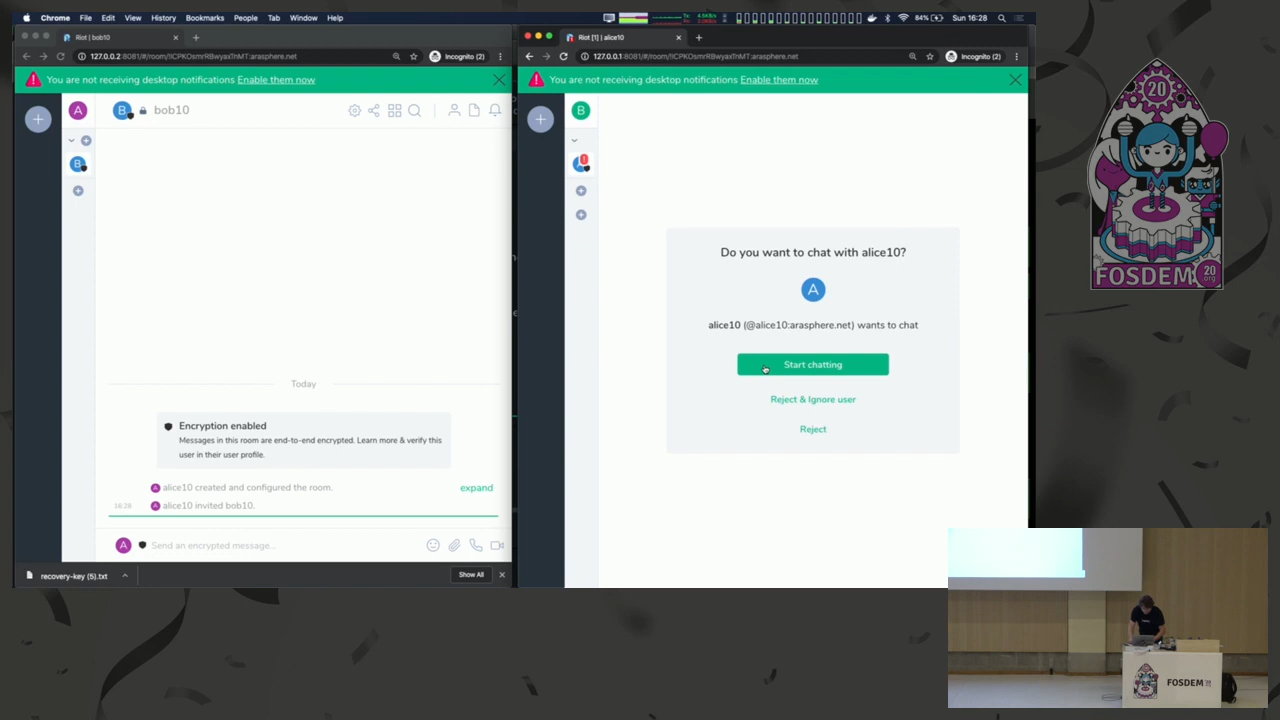 Chrome File Edit View History Bookmarks People Tab Window Help
84% Sun 16:28
Riot | bob10
127.0.0.2:8081/#/room/!ICPKOsmrRBwyaxTnMT:arasphere.net
Incognito (2)
You are not receiving desktop notifications Enable them now
A
B bob10
B
Today
Encryption enabled
Messages in this room are end-to-end encrypted. Learn more & verify this
user in their user profile.
A alice10 created and configured the room. expand
16:28 A alice10 invited bob10.
A Send an encrypted message…
recovery-key (5).txt
Show All
Riot [1] | alice10
127.0.0.1:8081/#/room/!ICPKOsmrRBwyaxTnMT:arasphere.net
Incognito (2)
You are not receiving desktop notifications Enable them now
B
Do you want to chat with alice10?
A
alice10 (@alice10:arasphere.net) wants to chat
Start chatting
Reject & Ignore user
Reject
20
FOSDEM 20
.org
FOSDEM